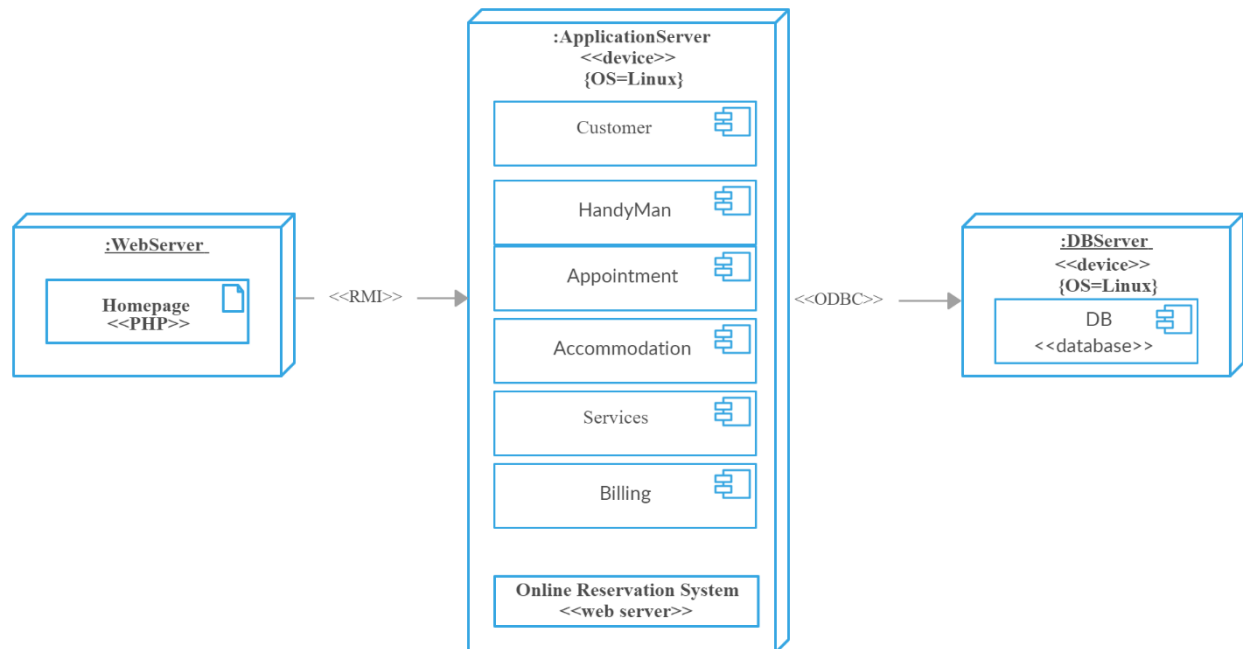 :WebServer
Homepage
<<PHP>>
<<RMI>>
:ApplicationServer
<<device>>
{OS=Linux}
Customer
HandyMan
Appointment
Accommodation
Services
Billing
Online Reservation System
<<web server>>
<<ODBC>>
:DBServer
<<device>>
{OS=Linux}
DB
<<database>>